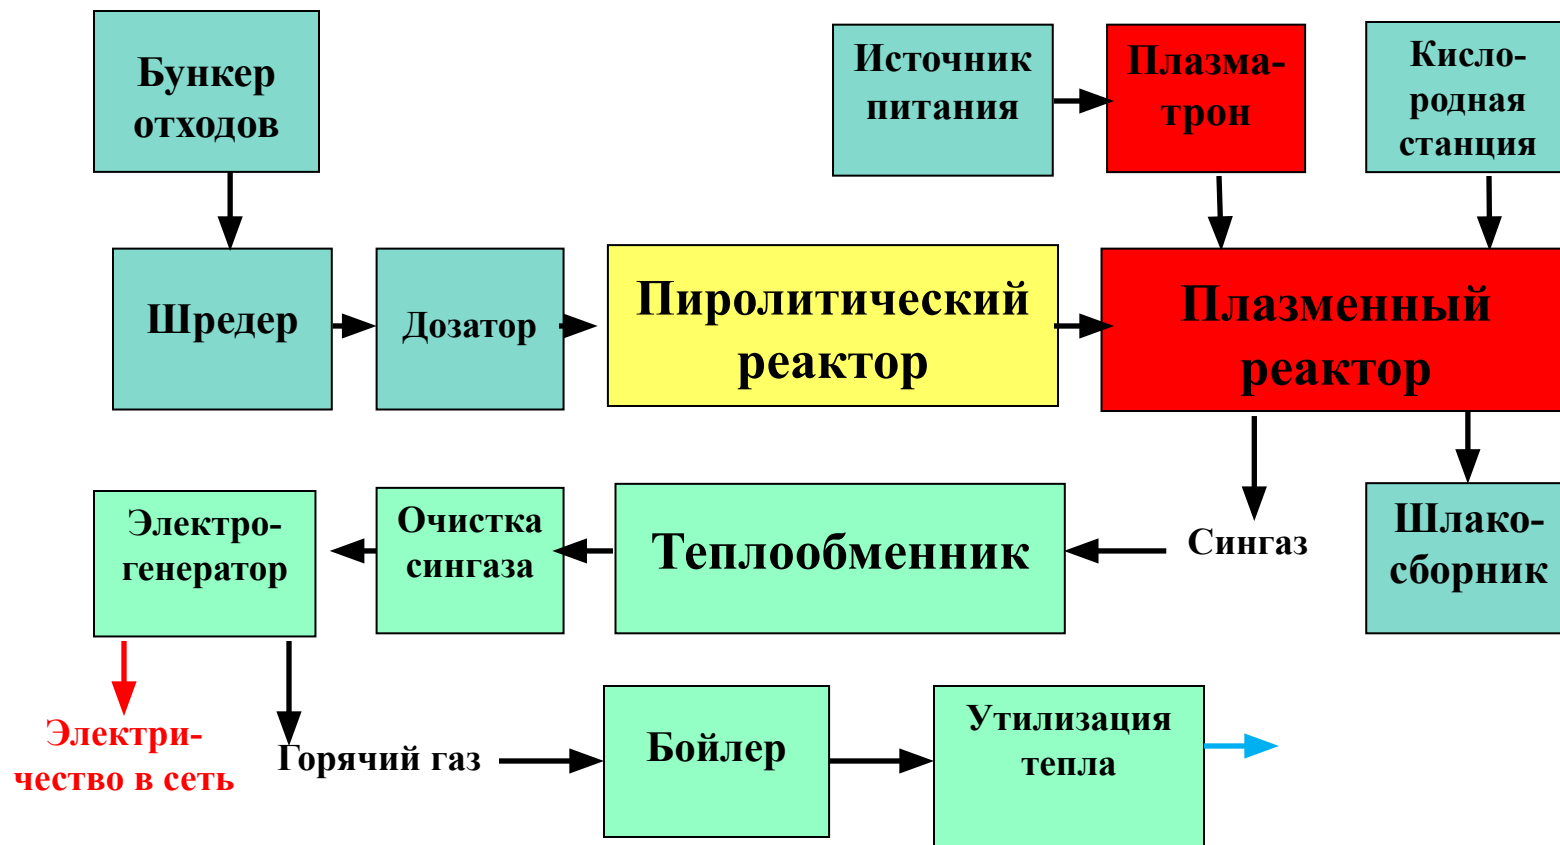 Бункер
отходов
Источник
питания
Плазма-
трон
Кисло-
родная
станция
Шредер
Дозатор
Пиролитический
реактор
Плазменный
реактор
Электро-
генератор
Очистка
сингаза
Теплообменник
Сингаз
Шлако-
сборник
Электри-
чество в сеть
Горячий газ
Бойлер
Утилизация
тепла